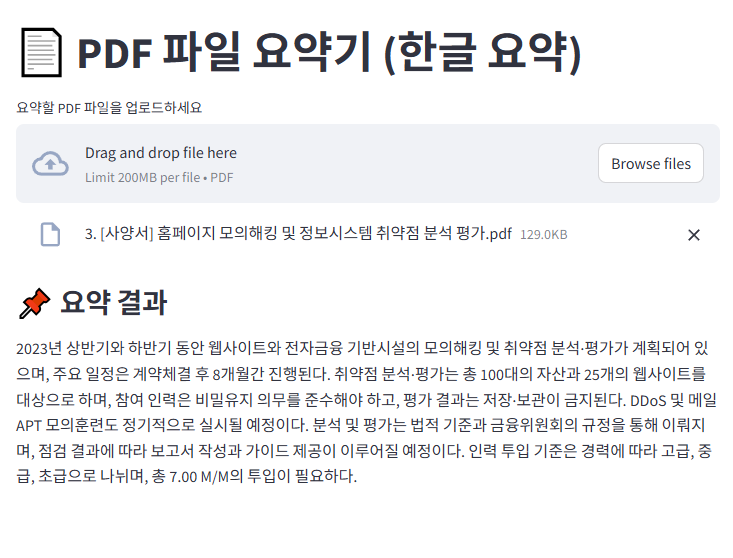 PDF 파일 요약기 (한글 요약)
요약할 PDF 파일을 업로드하세요
Drag and drop file here
Limit 200MB per file • PDF
Browse files
3. [사양서] 홈페이지 모의해킹 및 정보시스템 취약점 분석 평가.pdf 129.0KB
요약 결과
2023년 상반기와 하반기 동안 웹사이트와 전자금융 기반시설의 모의해킹 및 취약점 분석·평가가 계획되어 있
으며, 주요 일정은 계약체결 후 8개월간 진행된다. 취약점 분석·평가는 총 100대의 자산과 25개의 웹사이트를
대상으로 하며, 참여 인력은 비밀유지 의무를 준수해야 하고, 평가 결과는 저장·보관이 금지된다. DDoS 및 메일
APT 모의훈련도 정기적으로 실시될 예정이다. 분석 및 평가는 법적 기준과 금융위원회의 규정을 통해 이뤄지
며, 점검 결과에 따라 보고서 작성과 가이드 제공이 이루어질 예정이다. 인력 투입 기준은 경력에 따라 고급, 중
급, 초급으로 나뉘며, 총 7.00 M/M의 투입이 필요하다.